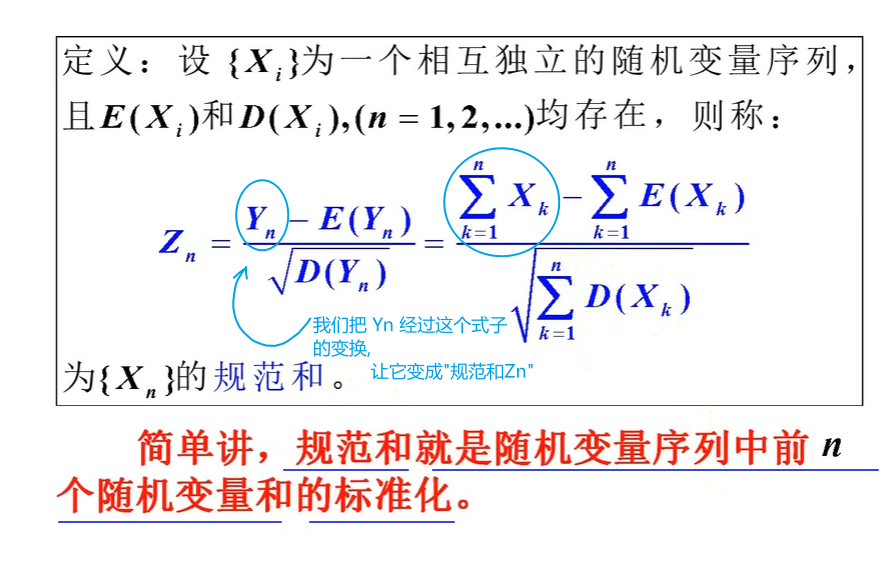 定义：设 {X_i}为一个相互独立的随机变量序列，
且E(X_i)和D(X_i),(n = 1,2,...)均存在，则称：
Z_n = \frac{Y_n - E(Y_n)}{\sqrt{D(Y_n)}} = \frac{\sum_{k=1}^{n} X_k - \sum_{k=1}^{n} E(X_k)}{\sqrt{\sum_{k=1}^{n} D(X_k)}}
我们把 Yn 经过这个式子
的变换,
让它变成"规范和Zn"
为{X_n}的规范和。
简单讲，规范和就是随机变量序列中前 n
个随机变量和的标准化。